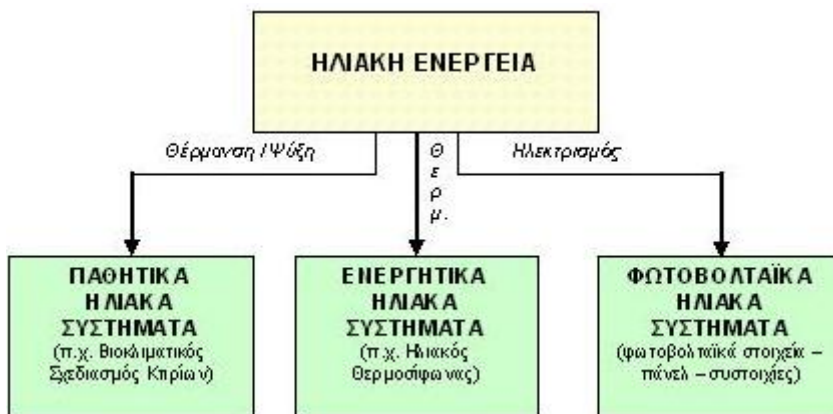 ΗΛΙΑΚΗ ΕΝΕΡΓΕΙΑ
Θέρμανση /Ψύξη
Θερμ.
Ηλεκτρισμός
ΠΑΘΗΤΙΚΑ
ΗΛΙΑΚΑ
ΣΥΣΤΗΜΑΤΑ
(π.χ. Βιοκλιματικός
Σχεδιασμός Κτιρίων)
ΕΝΕΡΓΗΤΙΚΑ
ΗΛΙΑΚΑ
ΣΥΣΤΗΜΑΤΑ
(π.χ. Ηλιακός
Θερμοσίφωνας)
ΦΩΤΟΒΟΛΤΑΪΚΑ
ΗΛΙΑΚΑ
ΣΥΣΤΗΜΑΤΑ
(φωτοβολταϊκά στοιχεία –
πάνελ – συστοιχίες)